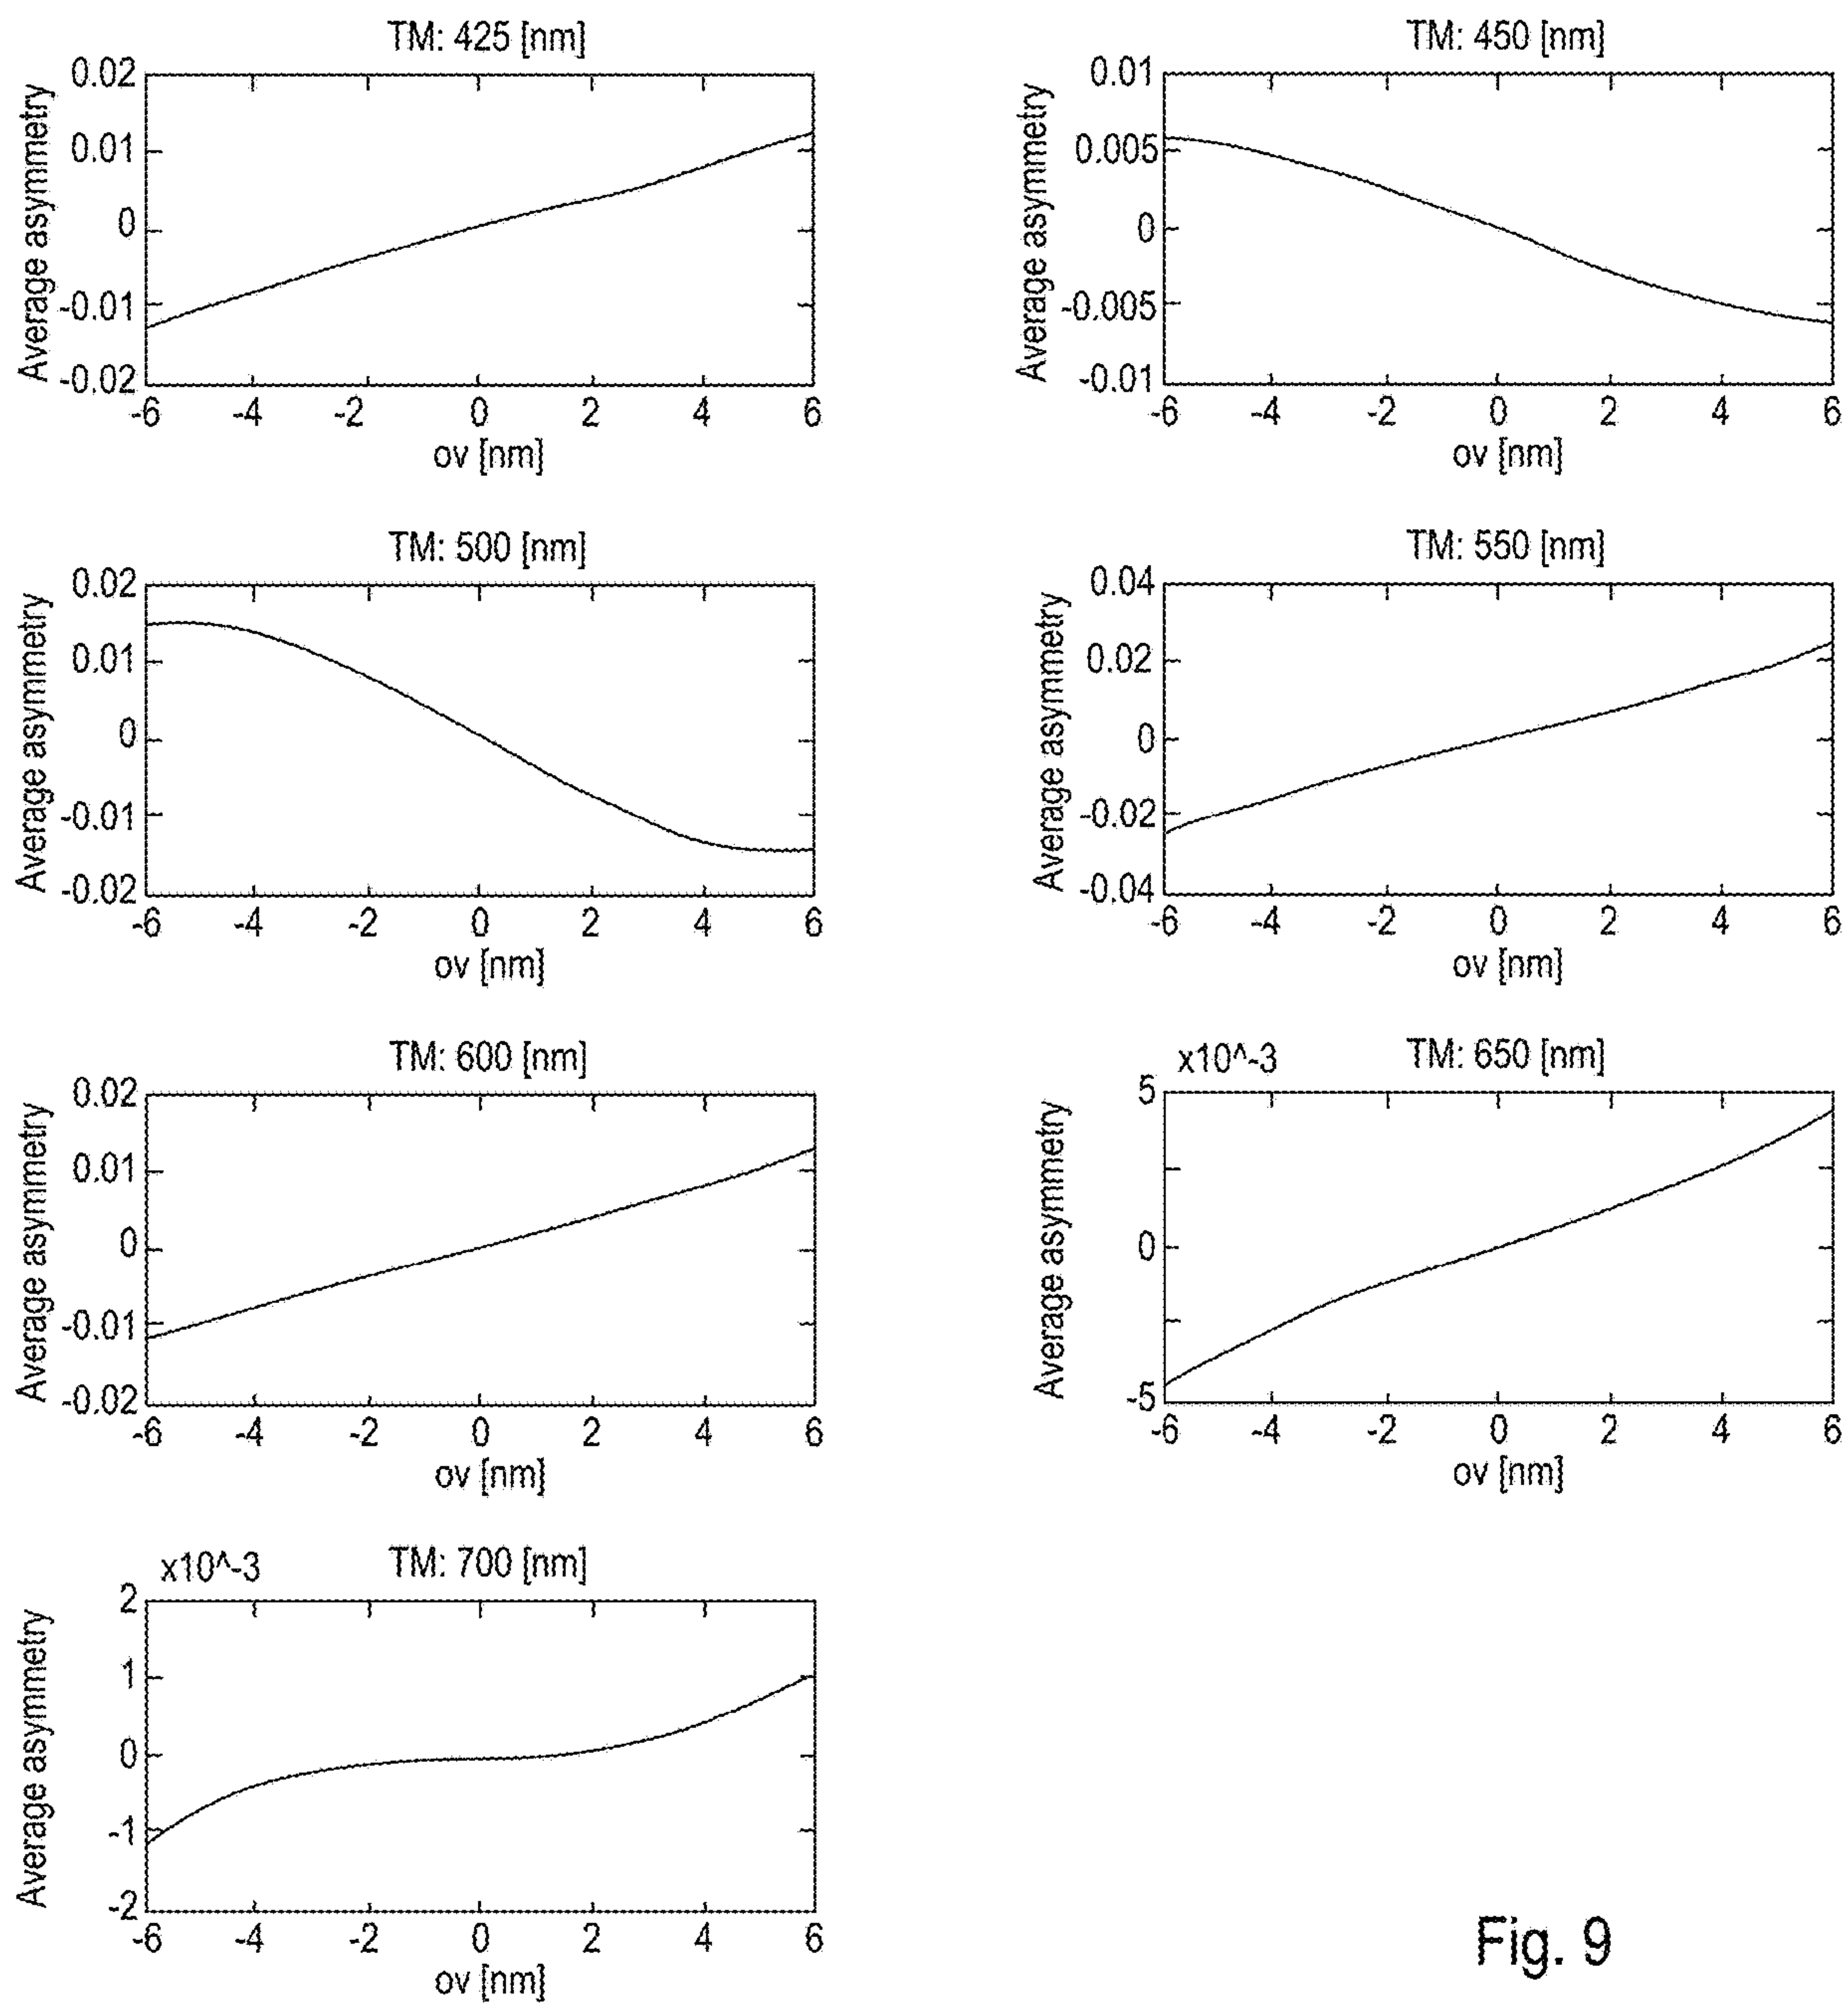 TM: 425 [nm]
Average asymmetry
0.02
0.01
0
-0.01
-0.02
-6 -4 -2 0 2 4 6
ov [nm]
TM: 450 [nm]
Average asymmetry
0.01
0.005
0
-0.005
-0.01
-6 -4 -2 0 2 4 6
ov [nm]
TM: 500 [nm]
Average asymmetry
0.02
0.01
0
-0.01
-0.02
-6 -4 -2 0 2 4 6
ov [nm]
TM: 550 [nm]
Average asymmetry
0.04
0.02
0
-0.02
-0.04
-6 -4 -2 0 2 4 6
ov [nm]
TM: 600 [nm]
Average asymmetry
0.02
0.01
0
-0.01
-0.02
-6 -4 -2 0 2 4 6
ov [nm]
x10^-3 TM: 650 [nm]
Average asymmetry
5
0
-5
-6 -4 -2 0 2 4 6
ov [nm]
x10^-3 TM: 700 [nm]
Average asymmetry
2
1
0
-1
-2
-6 -4 -2 0 2 4 6
ov [nm]
Fig. 9